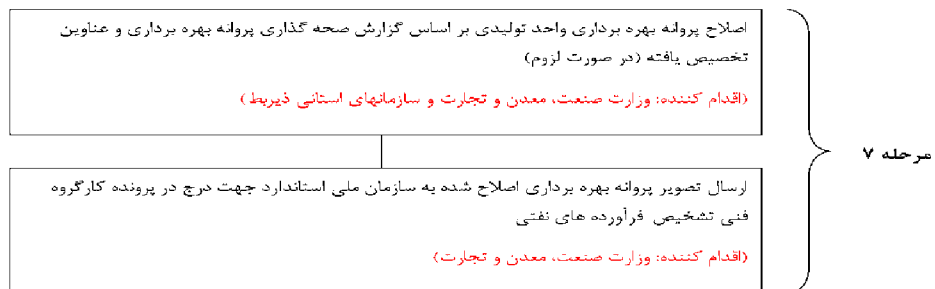 اصلاح پروانه بهره برداری واحد تولیدی بر اساس گزارش صحه گذاری پروانه بهره برداری و عناوین
تخصیص یافته (در صورت لزوم)
(اقدام کننده: وزارت صنعت، معدن و تجارت و سازمانهای استانی ذیربط)
مرحله ۷
ارسال تصویر پروانه بهره برداری اصلاح شده به سازمان ملی استاندارد جهت درج در پرونده کارگروه
فنی تشخیص فرآورده های نفتی
(اقدام کننده: وزارت صنعت، معدن و تجارت)